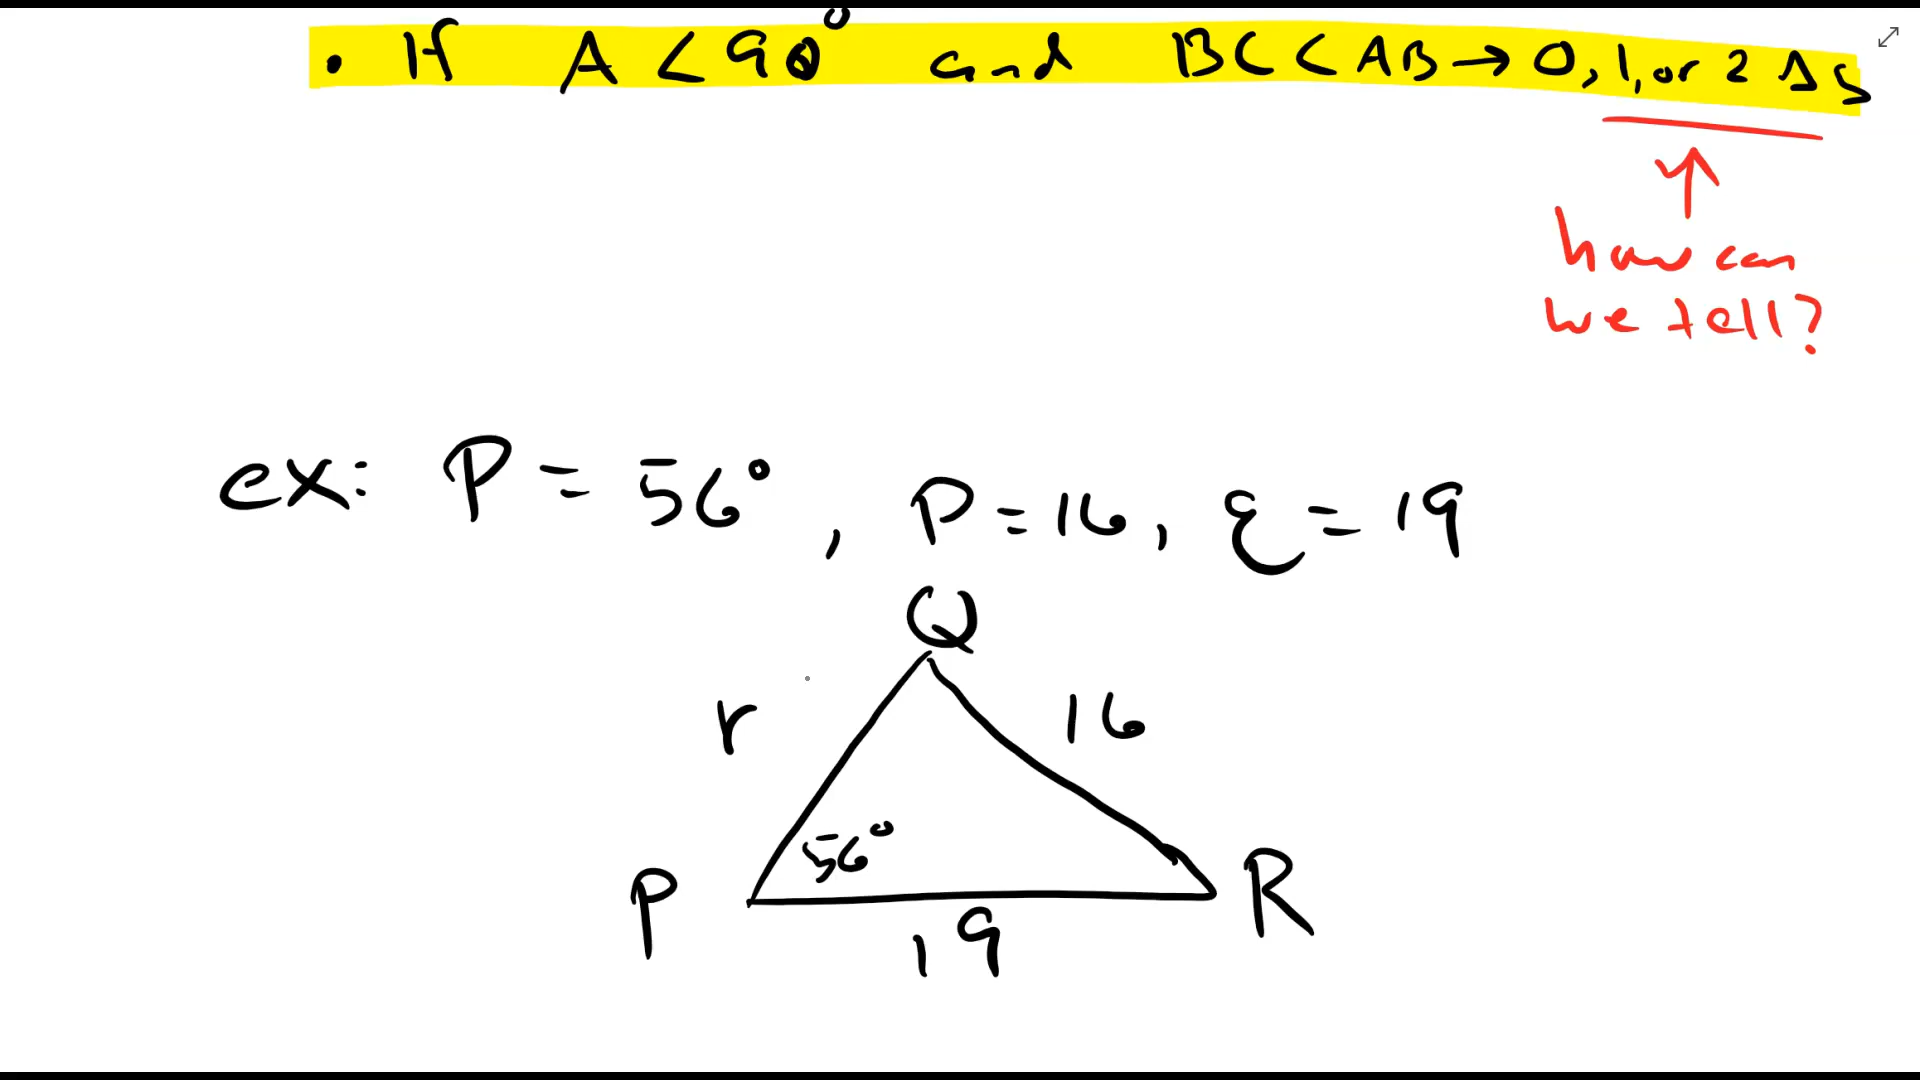 • If A < 90° and BC < AB → 0, 1, or 2 Δs
how can
we tell?
ex: P = 56°, p = 16, q = 19
Q
r 16
56°
P R
19